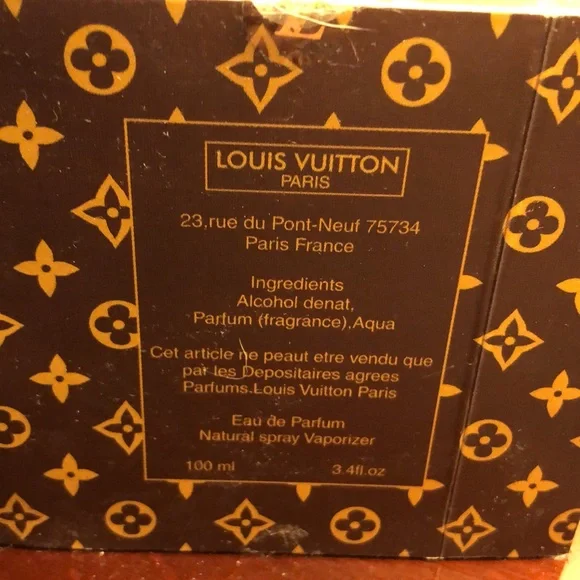 LOUIS VUITTON
PARIS
23,rue du Pont-Neuf 75734
Paris France
Ingredients
Alcohol denat,
Parfum (fragrance),Aqua
Cet article ne peaut etre vendu que
par les Depositaires agrees
Parfums.Louis Vuitton Paris
Eau de Parfum
Natural spray Vaporizer
100 ml 3.4fl.oz